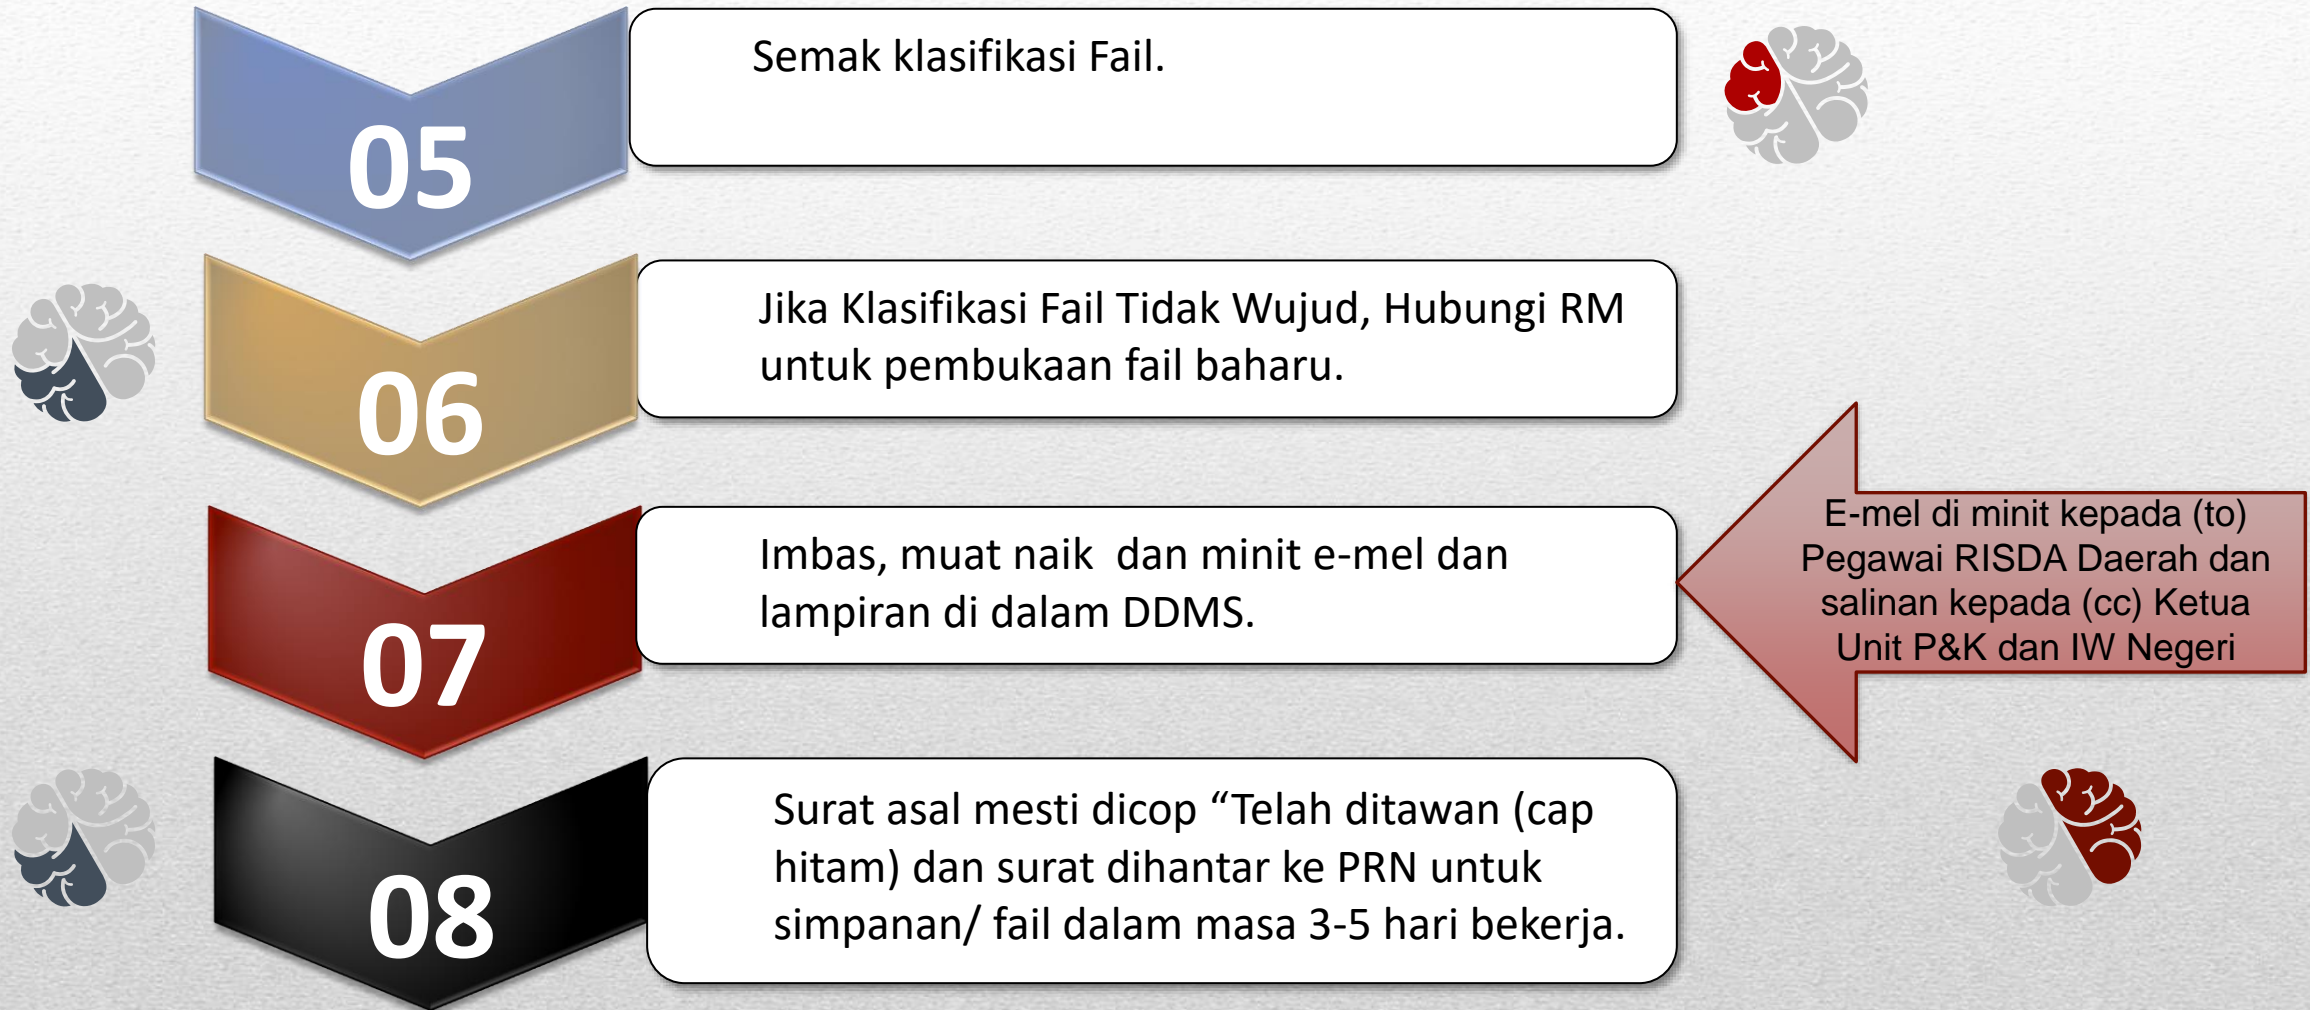 05
Semak klasifikasi Fail.
06
Jika Klasifikasi Fail Tidak Wujud, Hubungi RM
untuk pembukaan fail baharu.
07
Imbas, muat naik  dan minit e-mel dan
lampiran di dalam DDMS.
E-mel di minit kepada (to)
Pegawai RISDA Daerah dan
salinan kepada (cc) Ketua
Unit P&K dan IW Negeri
08
Surat asal mesti dicop “Telah ditawan (cap
hitam) dan surat dihantar ke PRN untuk
simpanan/ fail dalam masa 3-5 hari bekerja.